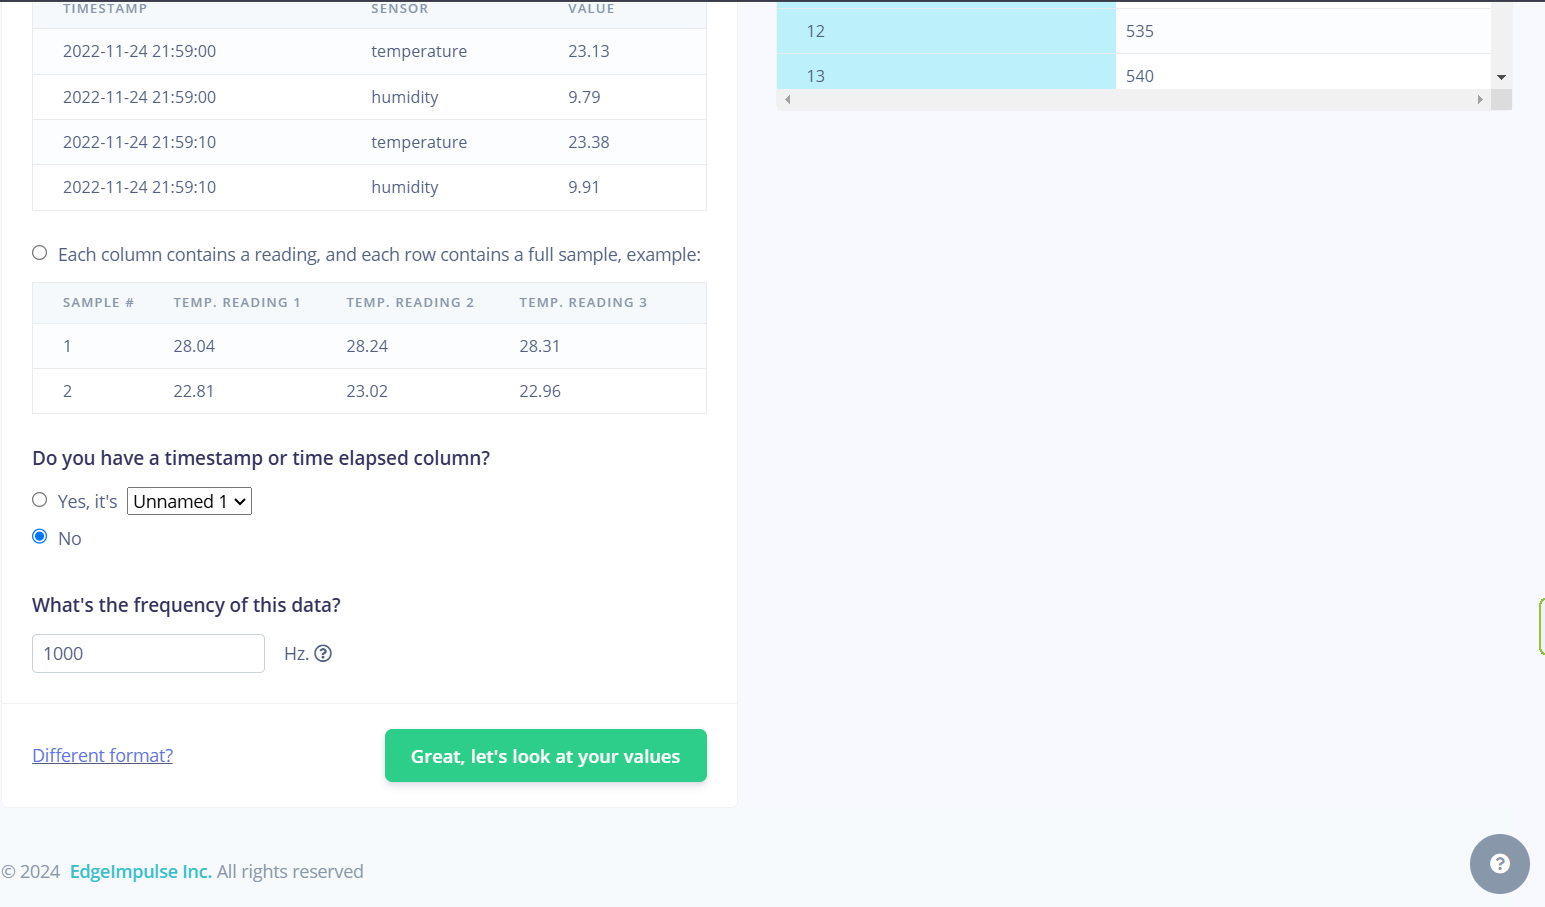 TIMESTAMP SENSOR VALUE
2022-11-24 21:59:00 temperature 23.13
2022-11-24 21:59:00 humidity 9.79
2022-11-24 21:59:10 temperature 23.38
2022-11-24 21:59:10 humidity 9.91
Each column contains a reading, and each row contains a full sample, example:
SAMPLE # TEMP. READING 1 TEMP. READING 2 TEMP. READING 3
1 28.04 28.24 28.31
2 22.81 23.02 22.96
Do you have a timestamp or time elapsed column?
Yes, it's Unnamed 1
No
What's the frequency of this data?
1000 Hz. ?
Different format? Great, let's look at your values
12 535
13 540
© 2024 EdgeImpulse Inc. All rights reserved
?